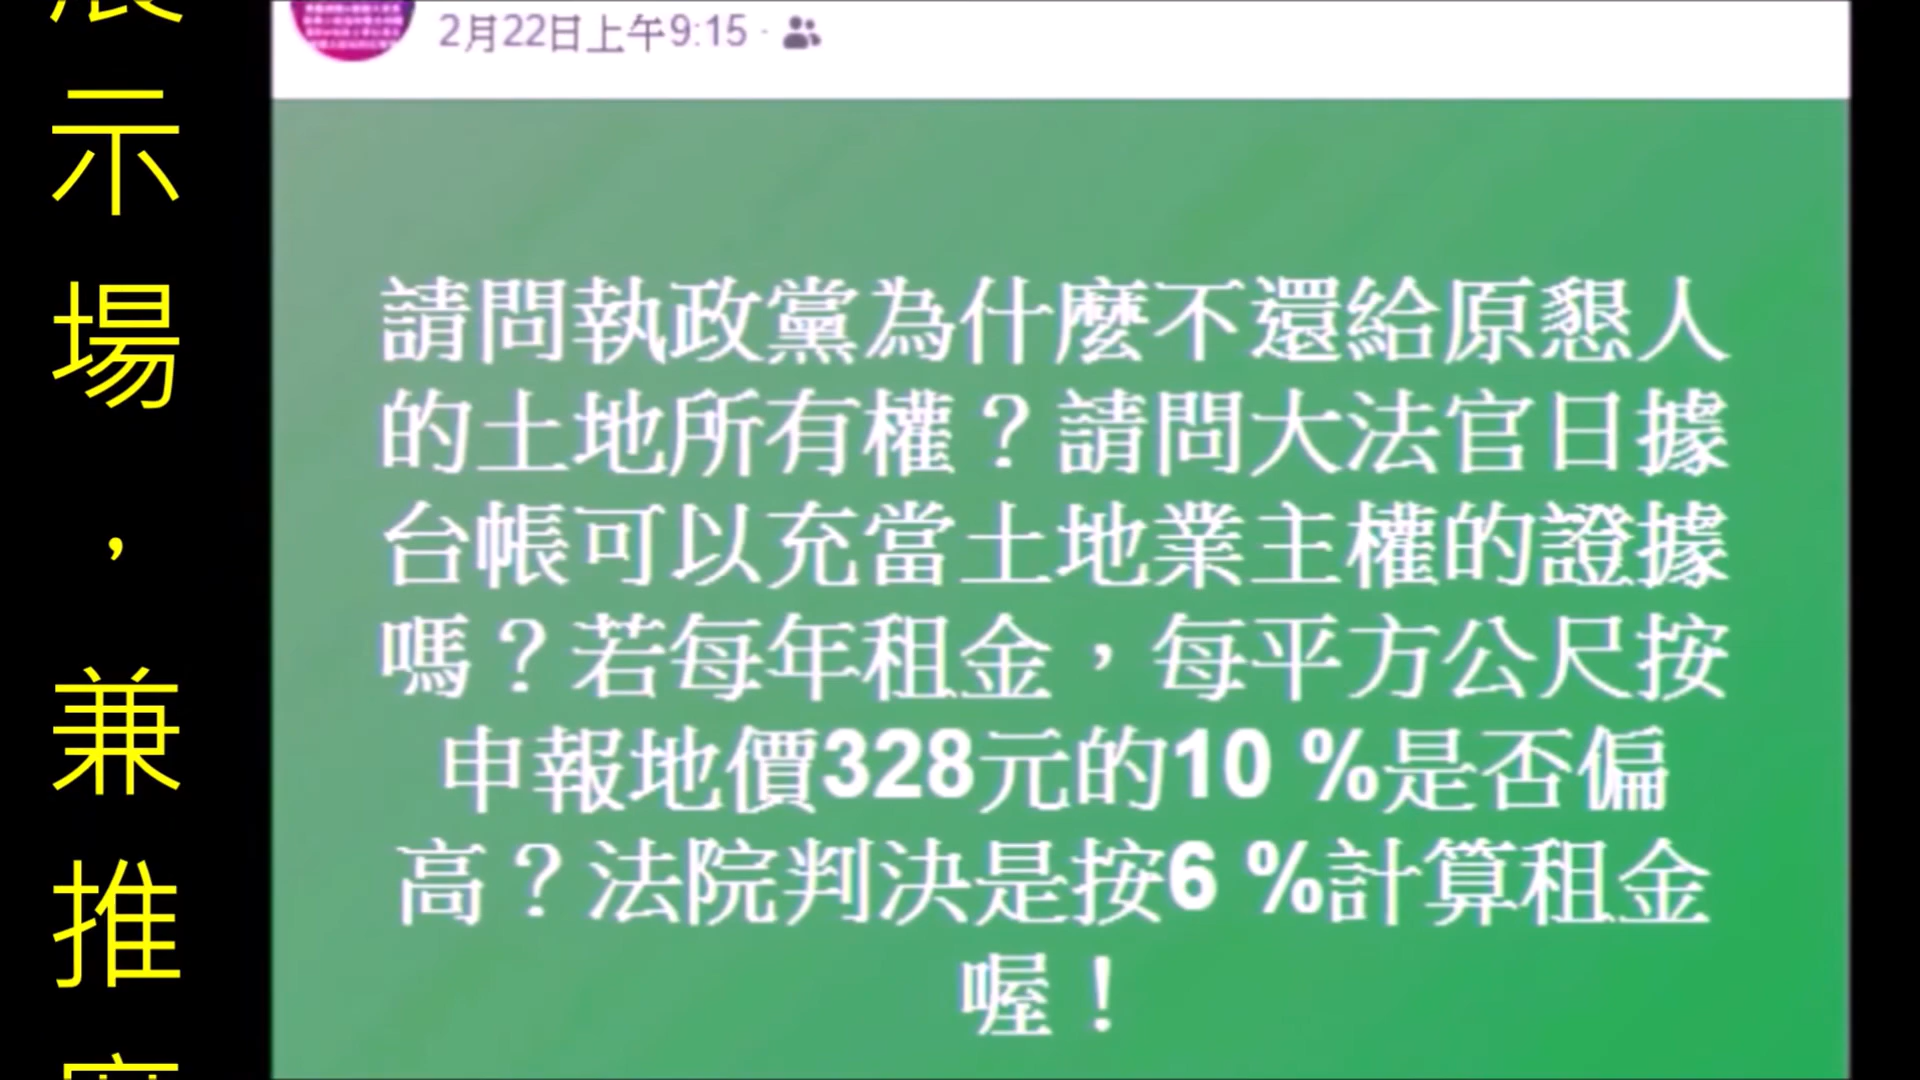 2月22日上午9:15 ·
請問執政黨為什麼不還給原懇人
的土地所有權？請問大法官日據
台帳可以充當土地業主權的證據
嗎？若每年租金，每平方公尺按
申報地價328元的10 %是否偏
高？法院判決是按6 %計算租金
喔！
展示場，兼推